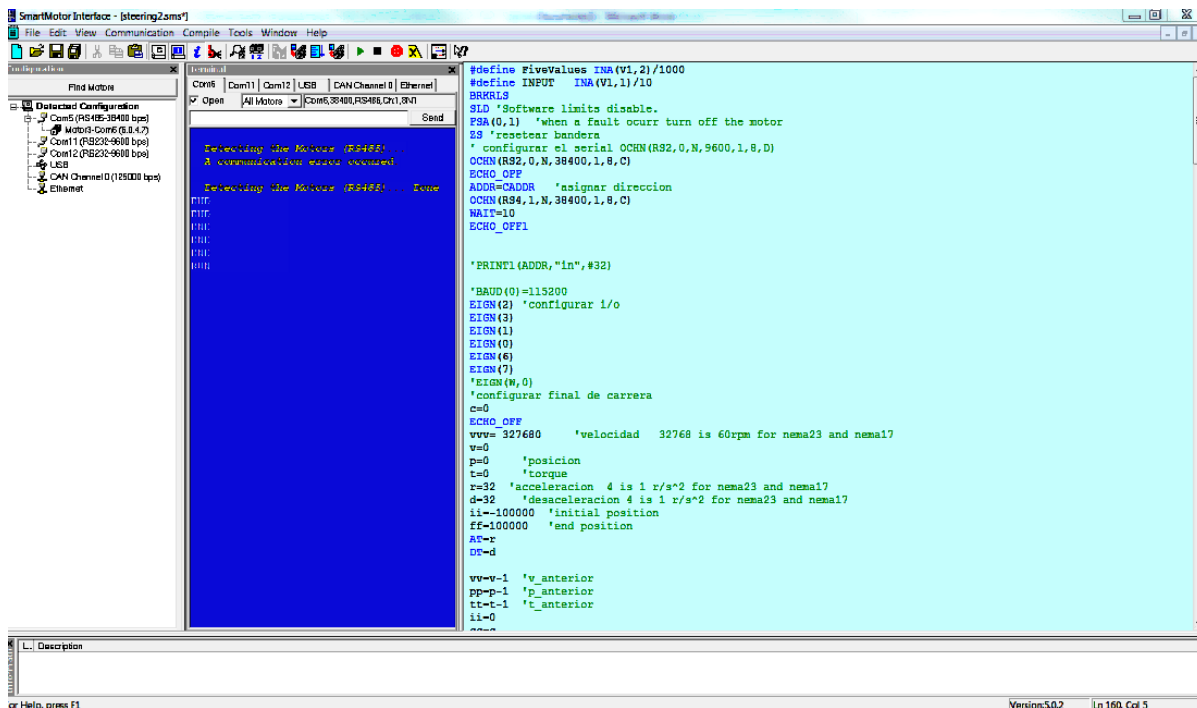 SmartMotor Interface - [steering2.sms*]
File Edit View Communication Compile Tools Window Help
Find Motors
Detected Configuration
Com5 (RS485-38400 bps)
Motor3-Com6 (5.0.4.7)
Com11 (RS232-9600 bps)
Com12 (RS232-9600 bps)
USB
CAN Channel 0 (125000 bps)
Ethernet
Terminal
Com6 Com11 Com12 USB CAN Channel 0 Ethernet
Open All Motors Com6,38400,RS486,Ch1,8N1
Send
Detecting the Motors (RS485)...
A communication error occured
Detecting the Motors (RS485)... Done
RUN
#define FiveValues INA(V1,2)/1000
#define INPUT INA(V1,1)/10
BRKRLS
SLD 'Software limits disable.
FSA(0,1) 'when a fault ocurr turn off the motor
ZS 'resetear bandera
' configurar el serial OCHN(RS2,0,N,9600,1,8,D)
OCHN(RS2,0,N,38400,1,8,C)
ECHO_OFF
ADDR=CADDR 'asignar direccion
OCHN(RS4,1,N,38400,1,8,C)
WAIT=10
ECHO_OFF1
'PRINT1(ADDR,"in",#32)
'BAUD(0)=115200
EIGN(2) 'configurar i/o
EIGN(3)
EIGN(1)
EIGN(0)
EIGN(6)
EIGN(7)
'EIGN(W,0)
'configurar final de carrera
c=0
ECHO_OFF
vvv= 327680 'velocidad 32768 is 60rpm for nema23 and nema17
v=0
p=0 'posicion
t=0 'torque
r=32 'acceleracion 4 is 1 r/s^2 for nema23 and nema17
d=32 'desaceleracion 4 is 1 r/s^2 for nema23 and nema17
ii=-100000 'initial position
ff=100000 'end position
AT=r
DT=d
vv=v-1 'v_anterior
pp=p-1 'p_anterior
tt=t-1 't_anterior
ii=0
L... Description
or Help, press F1
Version:5.0.2 Ln 160, Col 5